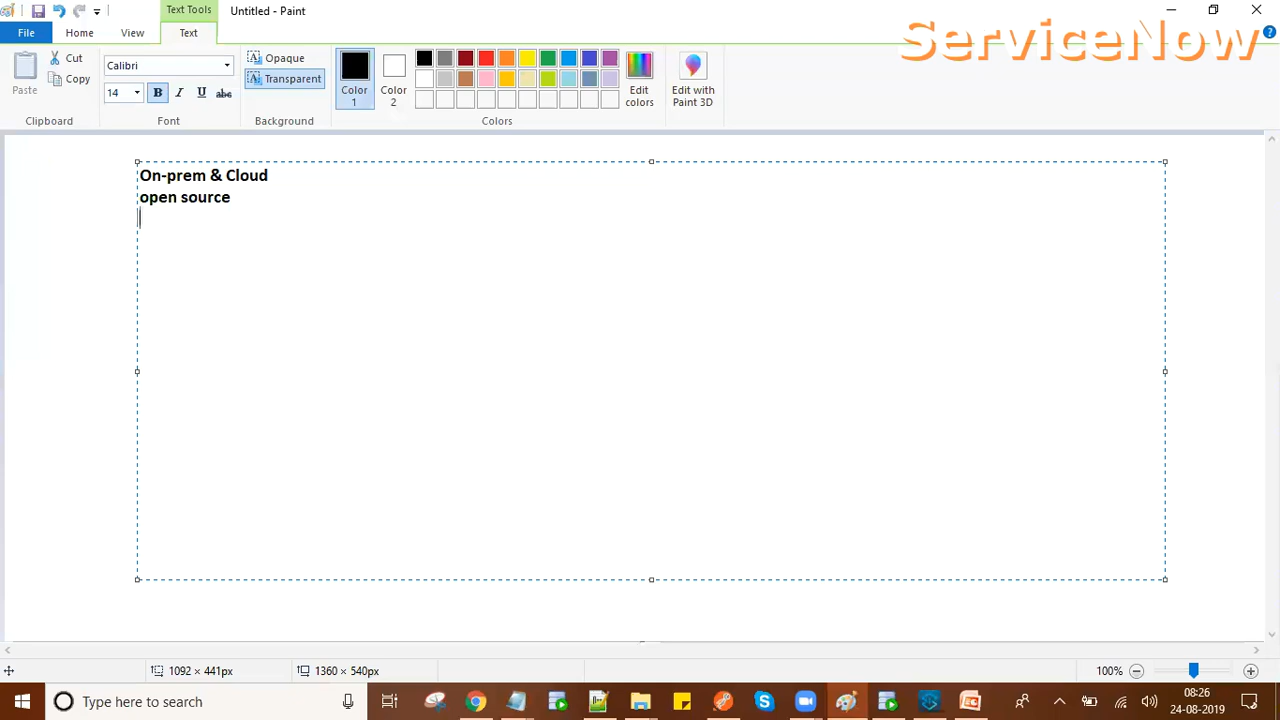 Text Tools
Untitled - Paint
File
Home
View
Text
ServiceNow
Paste
Cut
Copy
Calibri
14
B
I
U
abc
Opaque
Transparent
Color
1
Color
2
Edit
colors
Edit with
Paint 3D
Clipboard
Font
Background
Colors
On-prem & Cloud
open source
1092 × 441px
1360 × 540px
100%
Type here to search
08:26
24-08-2019